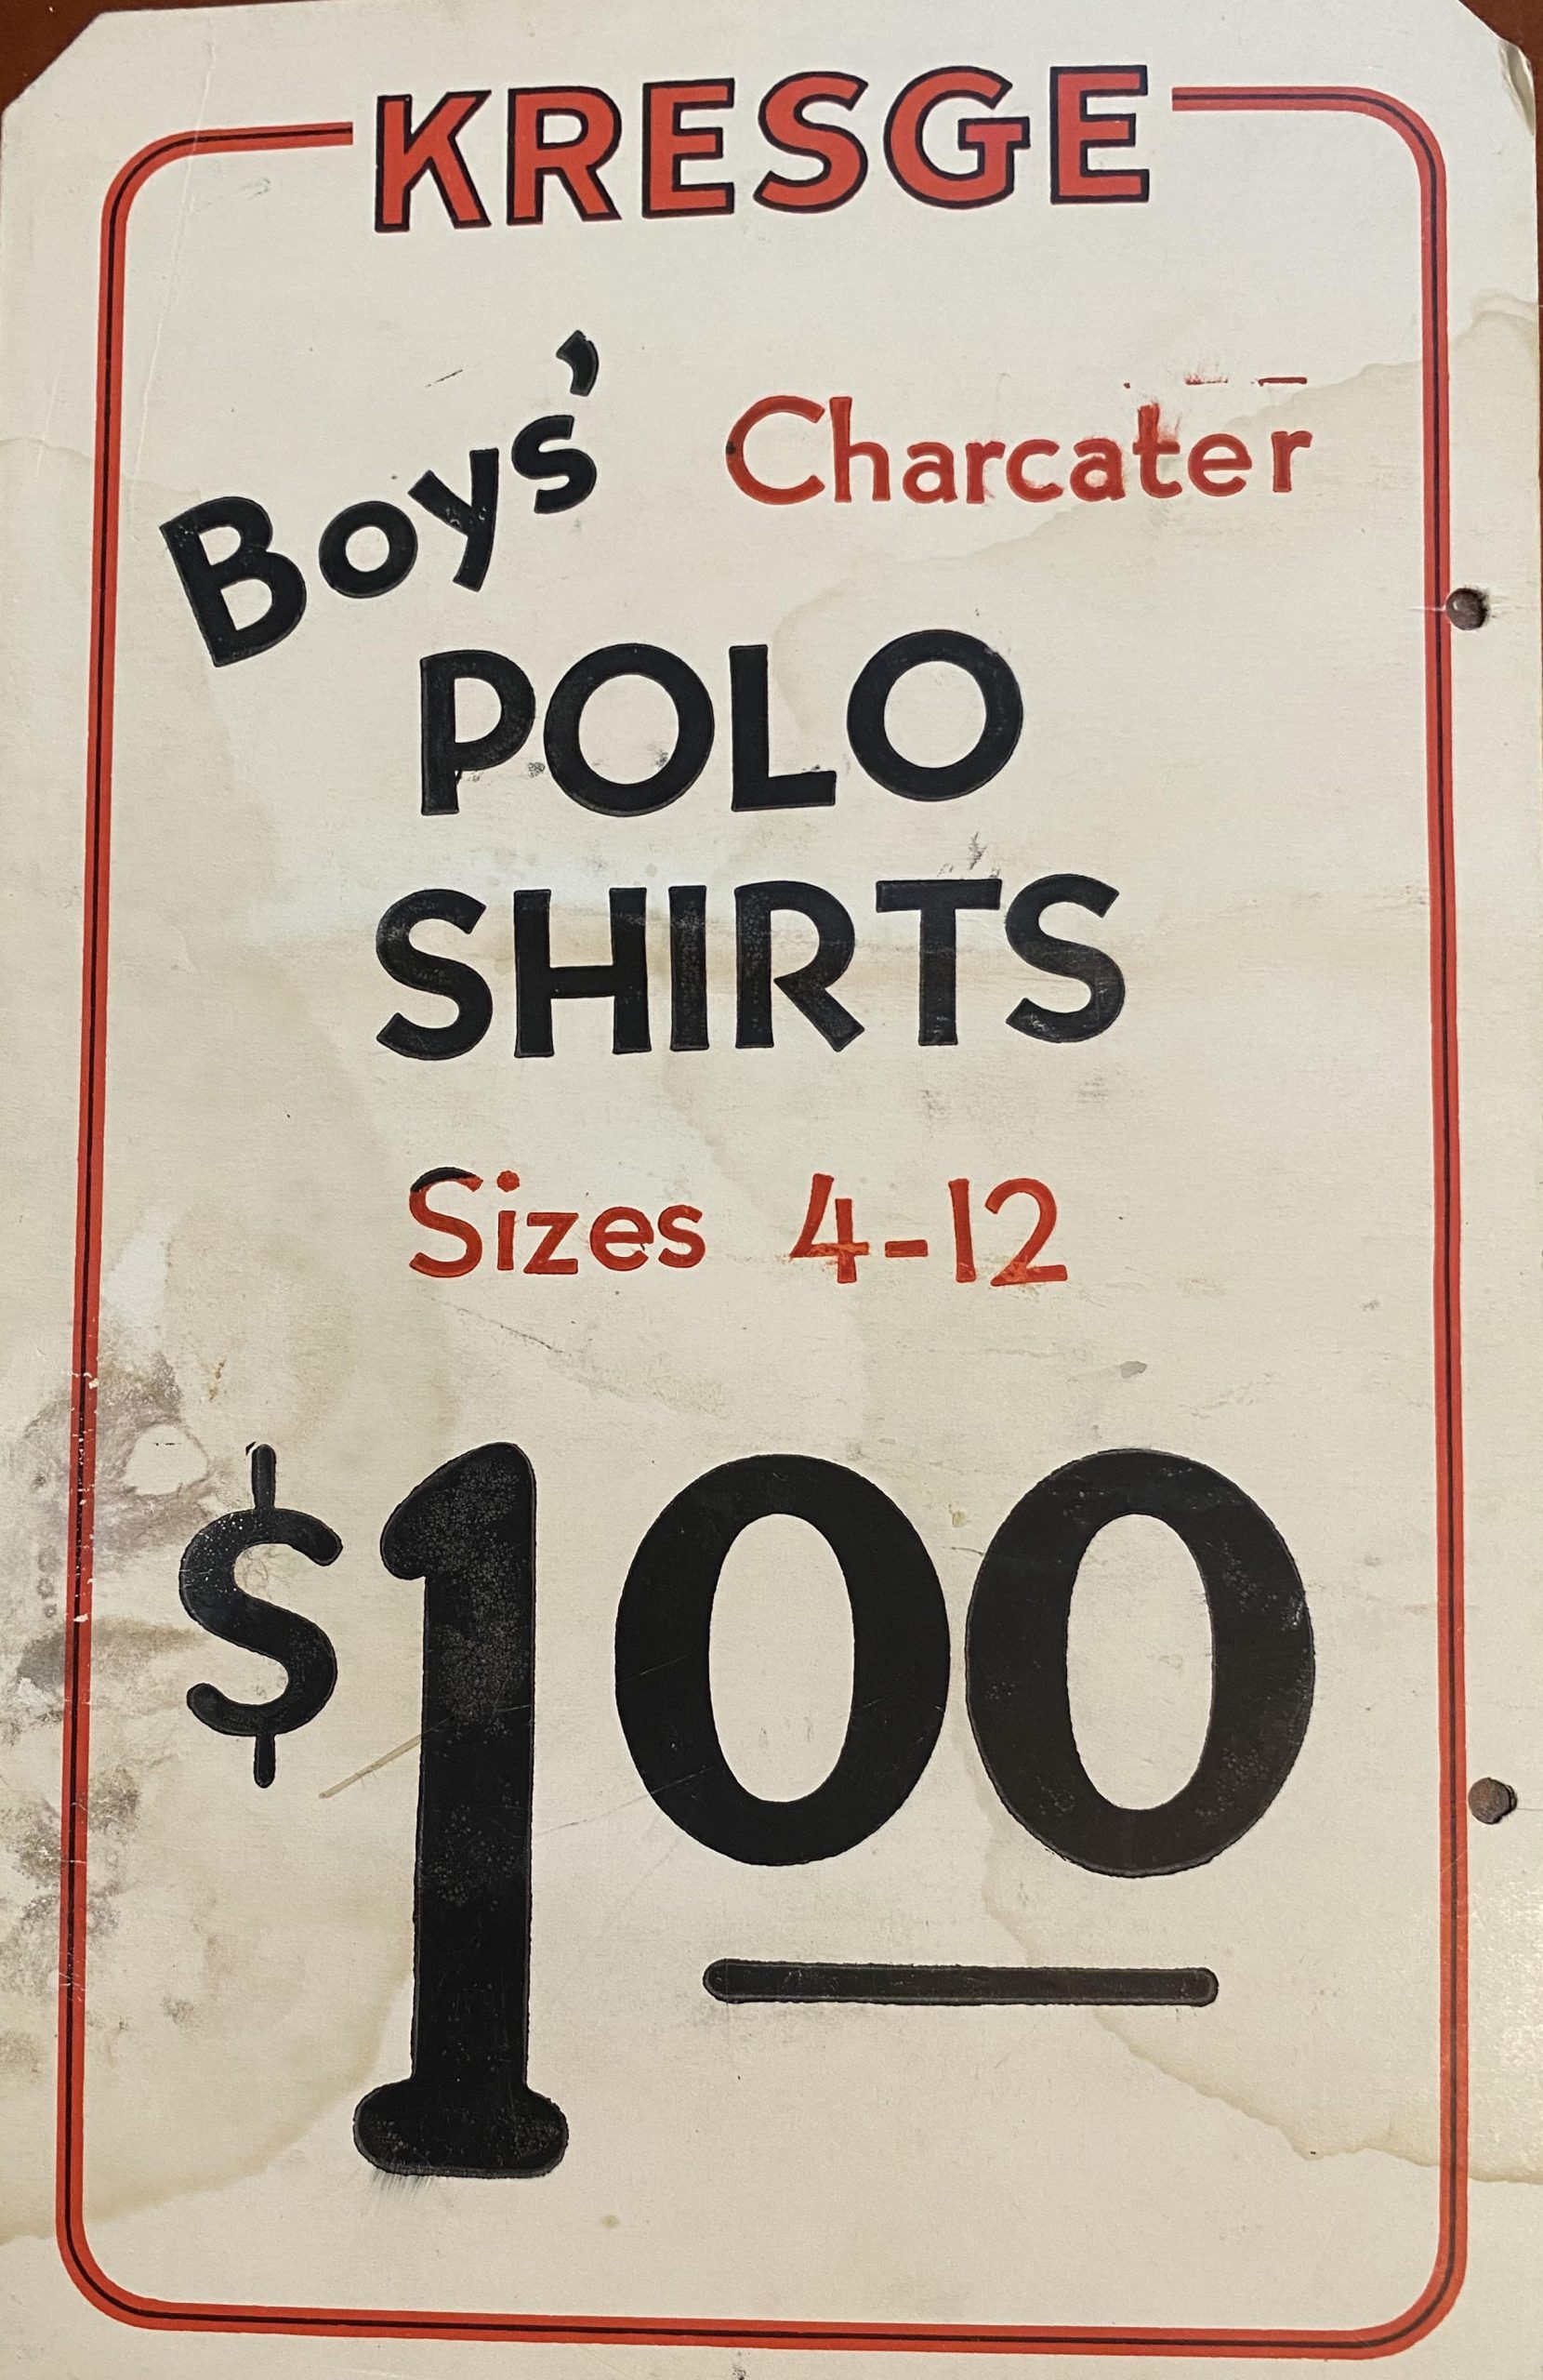 KRESGE
Boys' Charcater
POLO
SHIRTS
Sizes 4-12
$1.00